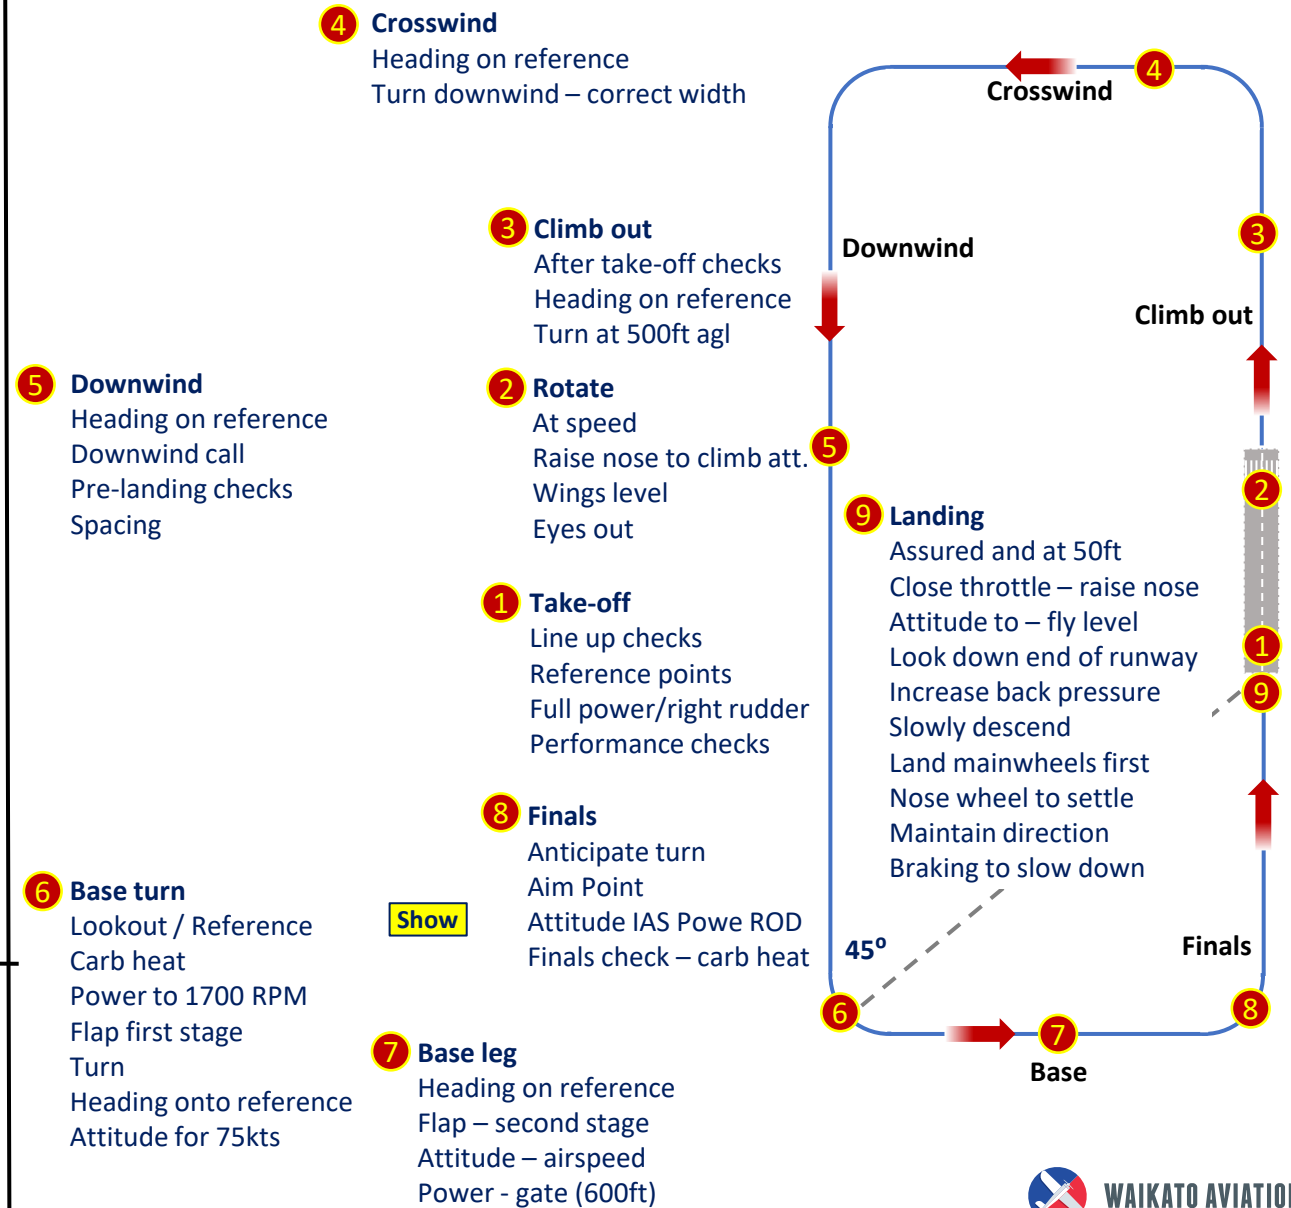 4 Crosswind
Heading on reference
Turn downwind – correct width
3 Climb out
After take-off checks
Heading on reference
Turn at 500ft agl
5 Downwind
Heading on reference
Downwind call
Pre-landing checks
Spacing
2 Rotate
At speed
Raise nose to climb att.
Wings level
Eyes out
1 Take-off
Line up checks
Reference points
Full power/right rudder
Performance checks
8 Finals
Anticipate turn
Aim Point
Attitude IAS Powe ROD
Finals check – carb heat
Show
6 Base turn
Lookout / Reference
Carb heat
Power to 1700 RPM
Flap first stage
Turn
Heading onto reference
Attitude for 75kts
7 Base leg
Heading on reference
Flap – second stage
Attitude – airspeed
Power - gate (600ft)
9 Landing
Assured and at 50ft
Close throttle – raise nose
Attitude to – fly level
Look down end of runway
Increase back pressure
Slowly descend
Land mainwheels first
Nose wheel to settle
Maintain direction
Braking to slow down
4
Crosswind
3
Downwind
Climb out
5
2
1
9
45º
Finals
6
7
8
Base
WAIKATO AVIATION